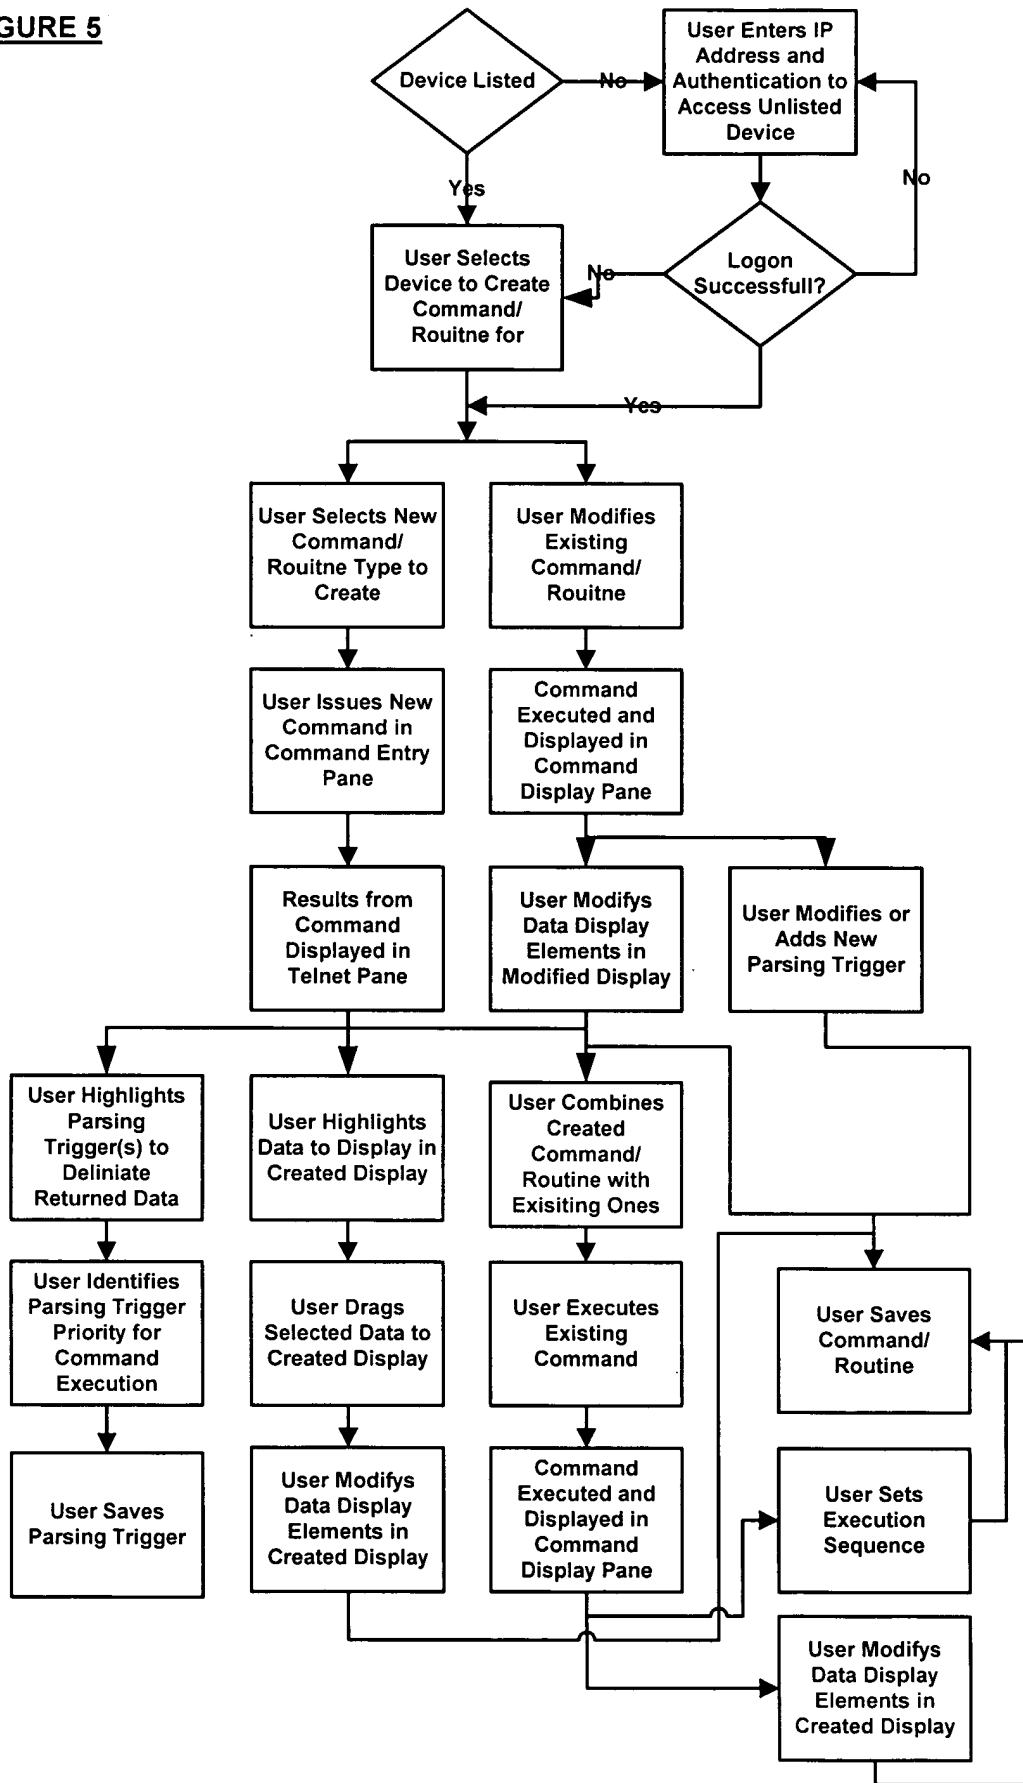 GURE 5
Device Listed
No
User Enters IP
Address and
Authentication to
Access Unlisted
Device
Yes
No
User Selects
Device to Create
Command/
Rouitne for
No
Logon
Successfull?
Yes
User Selects New
Command/
Rouitne Type to
Create
User Modifies
Existing
Command/
Rouitne
User Issues New
Command in
Command Entry
Pane
Command
Executed and
Displayed in
Command
Display Pane
Results from
Command
Displayed in
Telnet Pane
User Modifys
Data Display
Elements in
Modified Display
User Modifies or
Adds New
Parsing Trigger
User Highlights
Parsing
Trigger(s) to
Deliniate
Returned Data
User Highlights
Data to Display in
Created Display
User Combines
Created
Command/
Routine with
Exisiting Ones
User Identifies
Parsing Trigger
Priority for
Command
Execution
User Drags
Selected Data to
Created Display
User Executes
Existing
Command
User Saves
Command/
Routine
User Saves
Parsing Trigger
User Modifys
Data Display
Elements in
Created Display
Command
Executed and
Displayed in
Command
Display Pane
User Sets
Execution
Sequence
User Modifys
Data Display
Elements in
Created Display